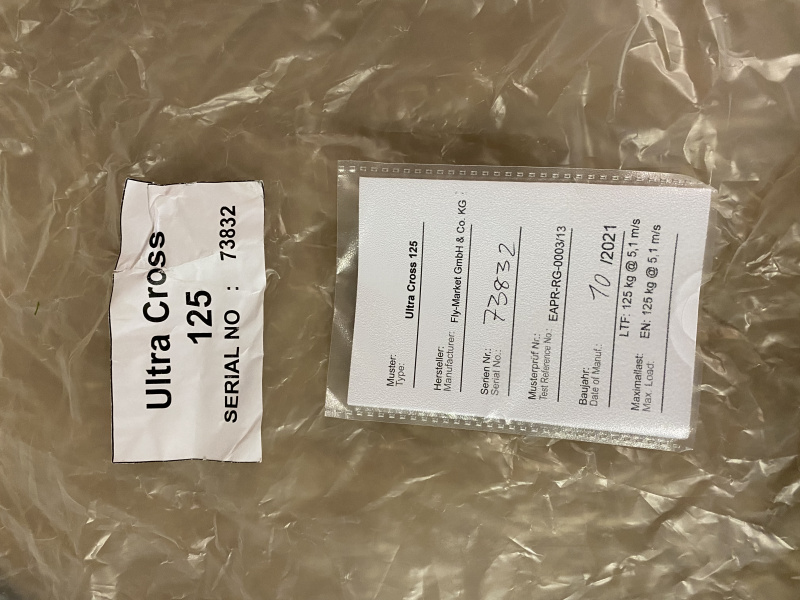 Ultra Cross
125
SERIAL NO : 73832
Muster:
Type: Ultra Cross 125
Hersteller:
Manufacturer: Fly-Market GmbH & Co. KG :
Serien Nr.:
Serial No.: 73832
Musterprüf Nr.:
Test Reference No.: EAPR-RG-0003/13
Baujahr:
Date of Manuf.: 10 /2021
LTF: 125 kg @ 5,1 m/s
Maximallast:
Max. Load: EN: 125 kg @ 5,1 m/s